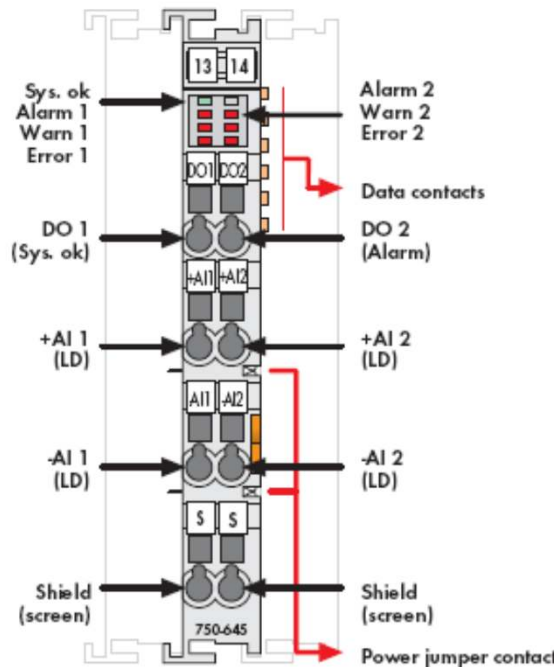 13 14
Sys. ok
Alarm 1
Warn 1
Error 1
Alarm 2
Warn 2
Error 2
Data contacts
DO1 DO2
DO 1
(Sys. ok)
DO 2
(Alarm)
+AI1 +AI2
+AI 1
(LD)
+AI 2
(LD)
-AI1 -AI2
-AI 1
(LD)
-AI 2
(LD)
S S
Shield
(screen)
Shield
(screen)
750-645
Power jumper contact